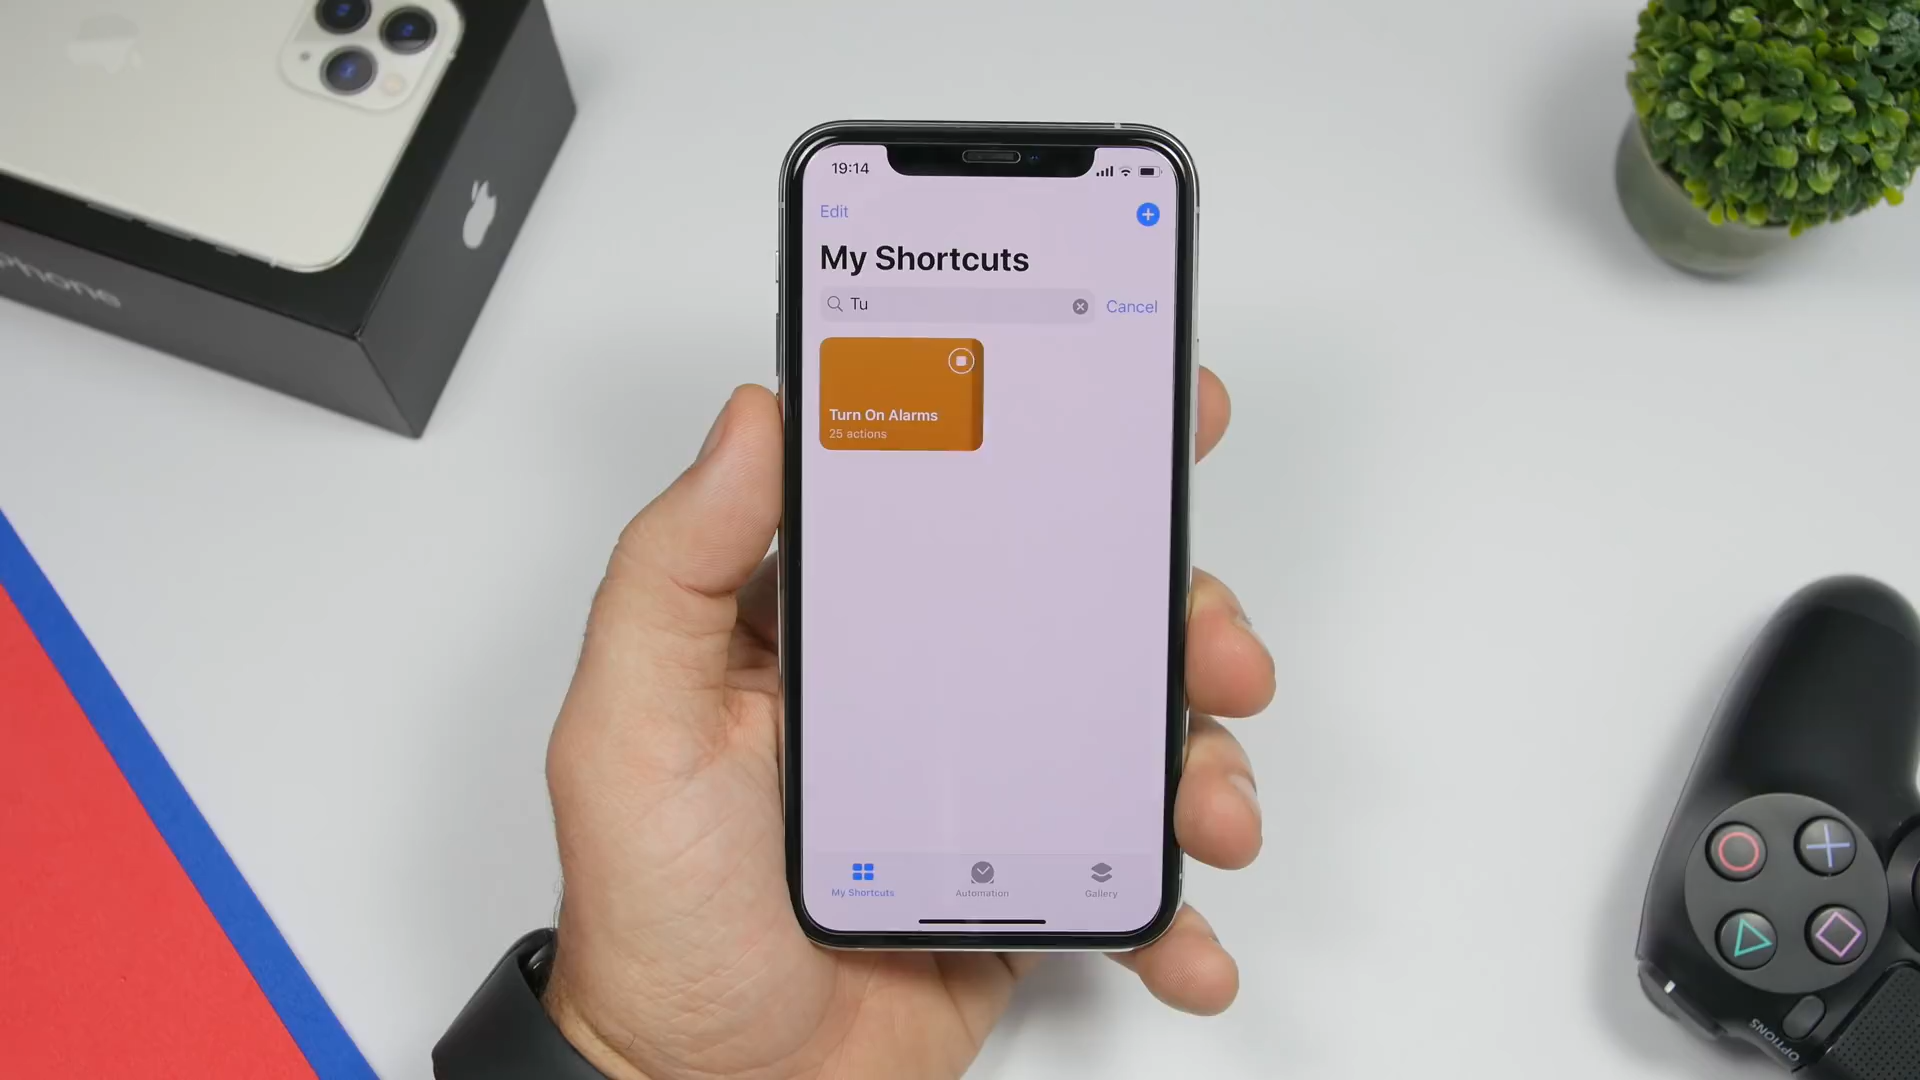 19:14
Edit
My Shortcuts
Tu
Cancel
Turn On Alarms
25 actions
My Shortcuts
Automation
Gallery
OPTIONS